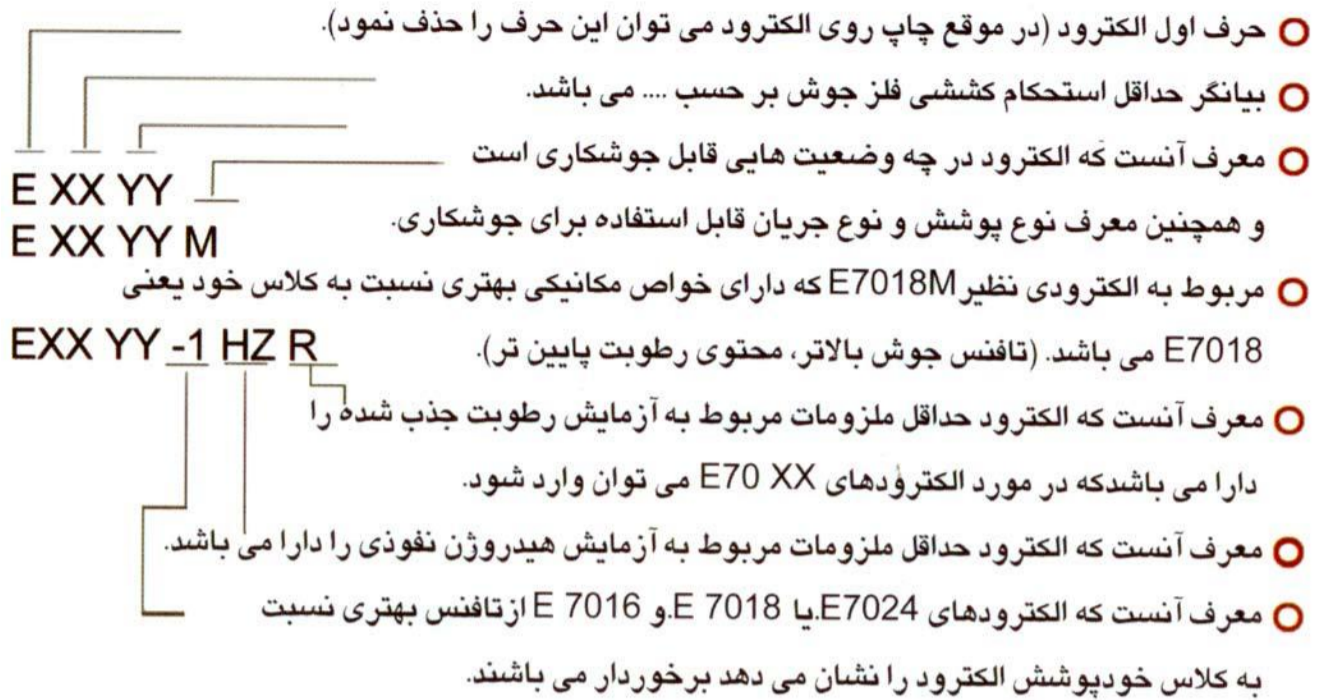 حرف اول الکترود (در موقع چاپ روی الکترود می توان این حرف را حذف نمود).
بیانگر حداقل استحکام کششی فلز جوش بر حسب .... می باشد.
معرف آنست که الکترود در چه وضعیت هایی قابل جوشکاری است
و همچنین معرف نوع پوشش و نوع جریان قابل استفاده برای جوشکاری.
E XX YY
E XX YY M
مربوط به الکترودی نظیر E7018M که دارای خواص مکانیکی بهتری نسبت به کلاس خود یعنی
E7018 می باشد. (تافنس جوش بالاتر، محتوی رطوبت پایین تر).
EXX YY -1 HZ R
معرف آنست که الکترود حداقل ملزومات مربوط به آزمایش رطوبت جذب شده را
دارا می باشدکه در مورد الکترودهای E70 XX می توان وارد شود.
معرف آنست که الکترود حداقل ملزومات مربوط به آزمایش هیدروژن نفوذی را دارا می باشد.
معرف آنست که الکترودهای E7024.یا E 7018.و E 7016 ازتافنس بهتری نسبت
به کلاس خودپوشش الکترود را نشان می دهد برخوردار می باشند.